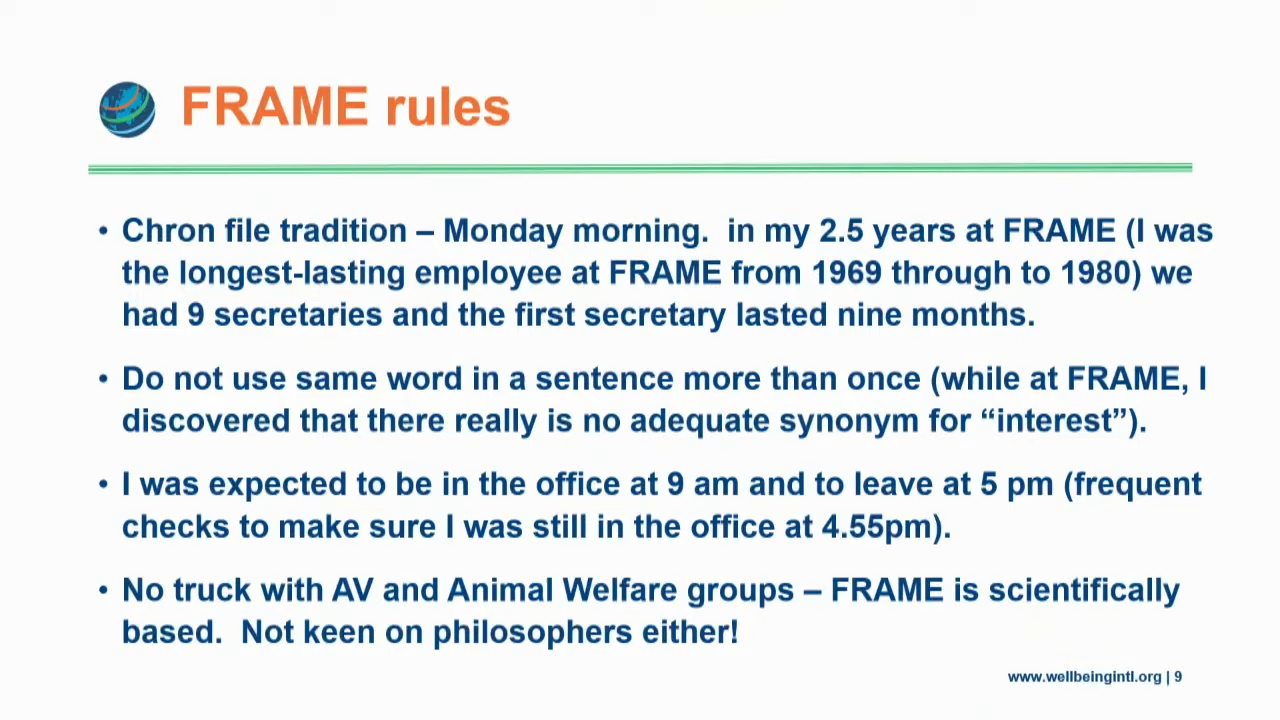 FRAME rules
• Chron file tradition – Monday morning.  in my 2.5 years at FRAME (I was
the longest-lasting employee at FRAME from 1969 through to 1980) we
had 9 secretaries and the first secretary lasted nine months.
• Do not use same word in a sentence more than once (while at FRAME, I
discovered that there really is no adequate synonym for “interest”).
• I was expected to be in the office at 9 am and to leave at 5 pm (frequent
checks to make sure I was still in the office at 4.55pm).
• No truck with AV and Animal Welfare groups – FRAME is scientifically
based.  Not keen on philosophers either!
www.wellbeingintl.org | 9